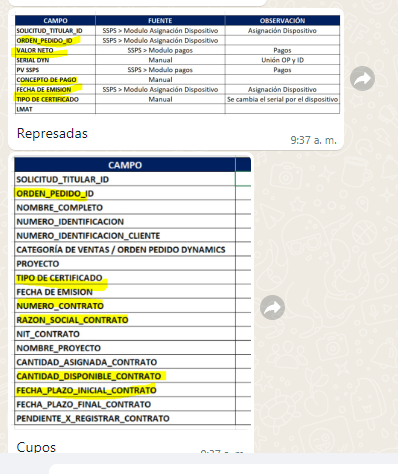 CAMPO FUENTE OBSERVACIÓN
SOLICITUD_TITULAR_ID SSPS > Modulo Asignación Dispositivo Asignación Dispositivo
ORDEN_PEDIDO_ID SSPS > Modulo Asignación Dispositivo
VALOR NETO SSPS > Modulo pagos Pagos
SERIAL DYN Manual Unión OP y ID
PV SSPS SSPS > Modulo pagos Pagos
CONCEPTO DE PAGO Manual
FECHA DE EMISION SSPS > Modulo Asignación Dispositivo Asignación Dispositivo
TIPO DE CERTIFICADO Manual Se cambia el serial por el dispositivo
LMAT
Represadas
9:37 a. m.
CAMPO
SOLICITUD_TITULAR_ID
ORDEN_PEDIDO_ID
NOMBRE_COMPLETO
NUMERO_IDENTIFICACION
NUMERO_IDENTIFICACION_CLIENTE
CATEGORÍA DE VENTAS / ORDEN PEDIDO DYNAMICS
PROYECTO
TIPO DE CERTIFICADO
FECHA DE EMISION
NUMERO_CONTRATO
RAZON_SOCIAL_CONTRATO
NIT_CONTRATO
NOMBRE_PROYECTO
CANTIDAD_ASIGNADA_CONTRATO
CANTIDAD_DISPONIBLE_CONTRATO
FECHA_PLAZO_INICIAL_CONTRATO
FECHA_PLAZO_FINAL_CONTRATO
PENDIENTE_X_REGISTRAR_CONTRATO
Cupos